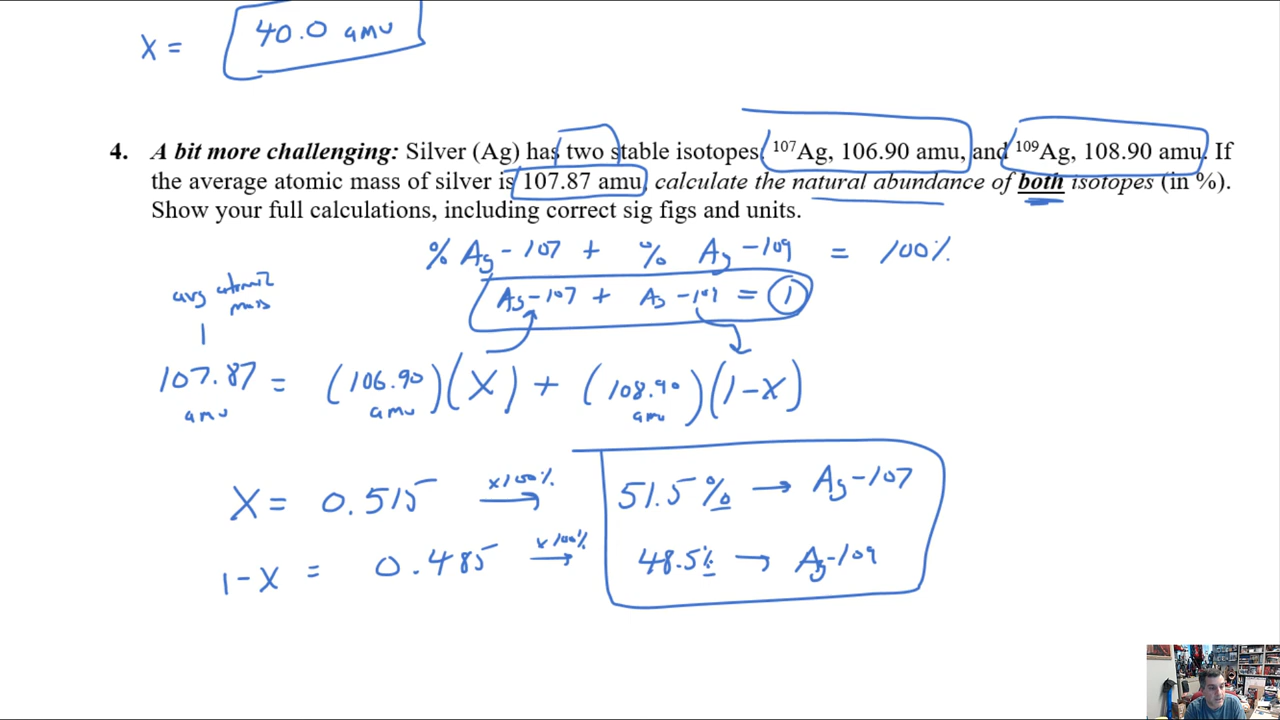 X = 40.0 amu
4. A bit more challenging: Silver (Ag) has two stable isotopes, ¹⁰⁷Ag, 106.90 amu, and ¹⁰⁹Ag, 108.90 amu. If
the average atomic mass of silver is 107.87 amu, calculate the natural abundance of both isotopes (in %).
Show your full calculations, including correct sig figs and units.
% Ag-107 + % Ag-109 = 100%
Ag-107 + Ag-109 = 1
avg atomic
mass
107.87 = (106.90)(X) + (108.90)(1-X)
amu amu amu
X = 0.515 x100% 51.5% → Ag-107
1-X = 0.485 x100% 48.5% → Ag-109